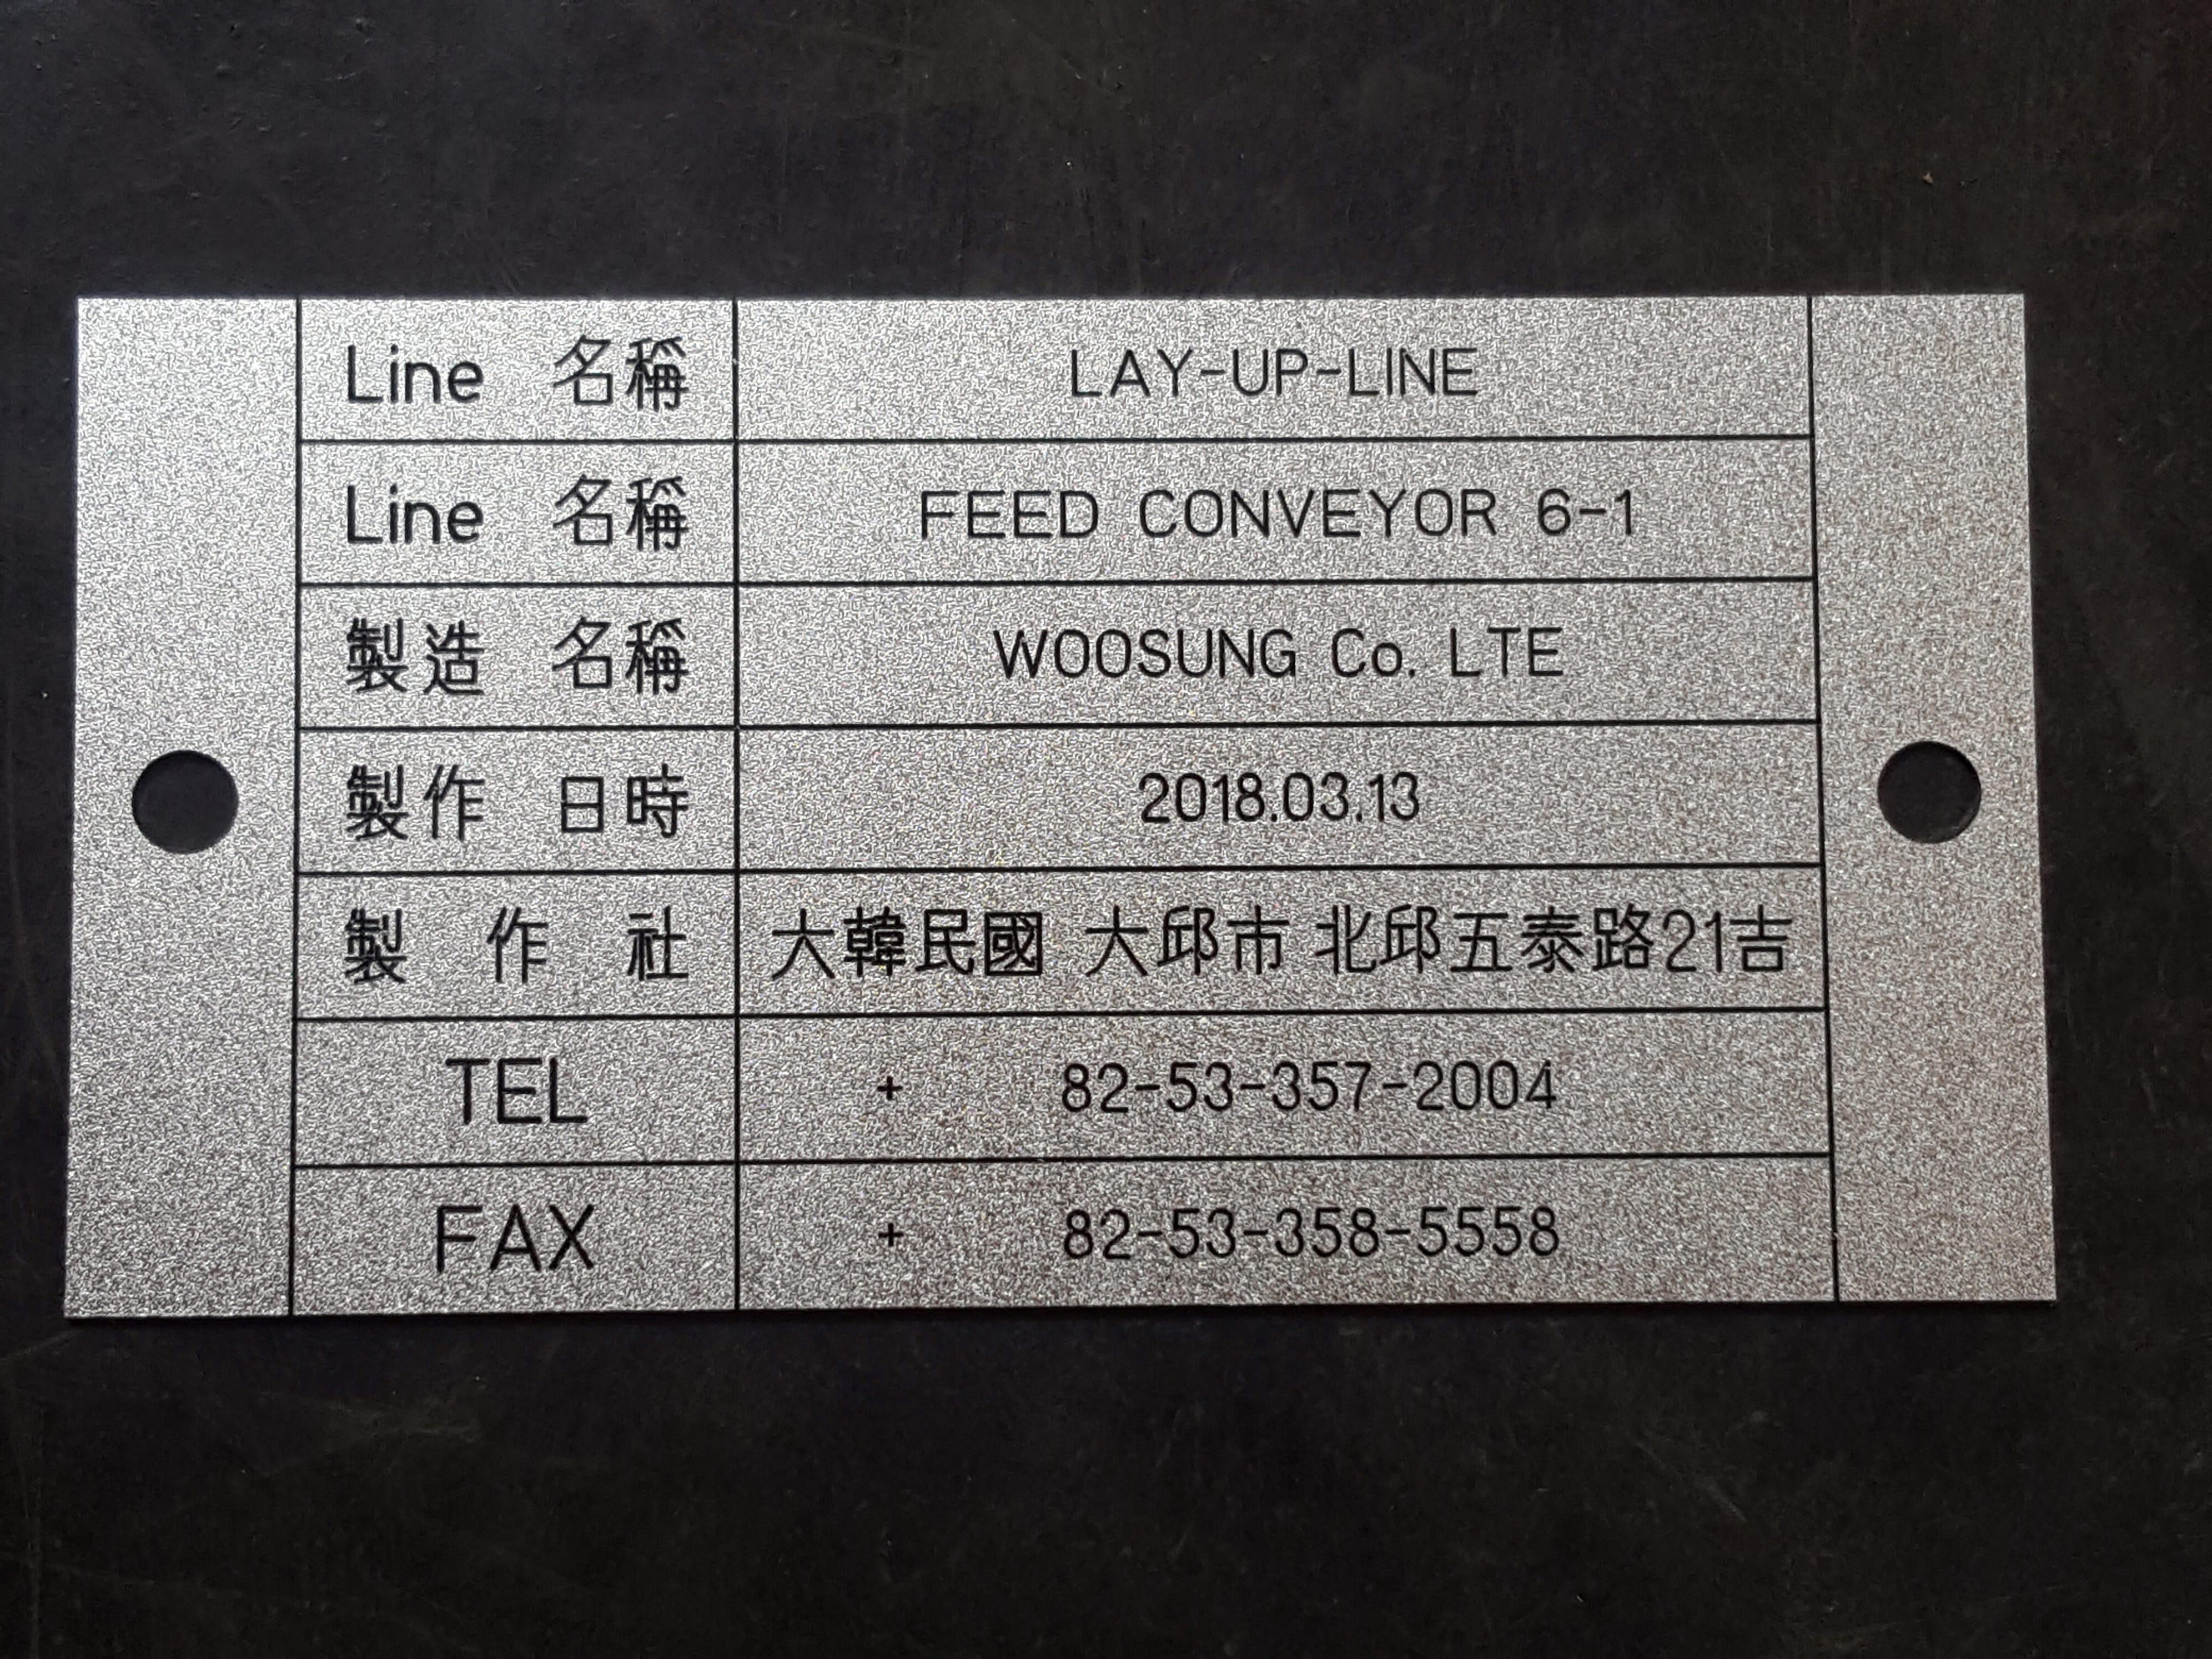 Line 名稱 LAY-UP-LINE
Line 名稱 FEED CONVEYOR 6-1
製造 名稱 WOOSUNG Co. LTE
製作 日時 2018.03.13
製 作 社 大韓民國 大邱市 北邱五泰路21吉
TEL + 82-53-357-2004
FAX + 82-53-358-5558